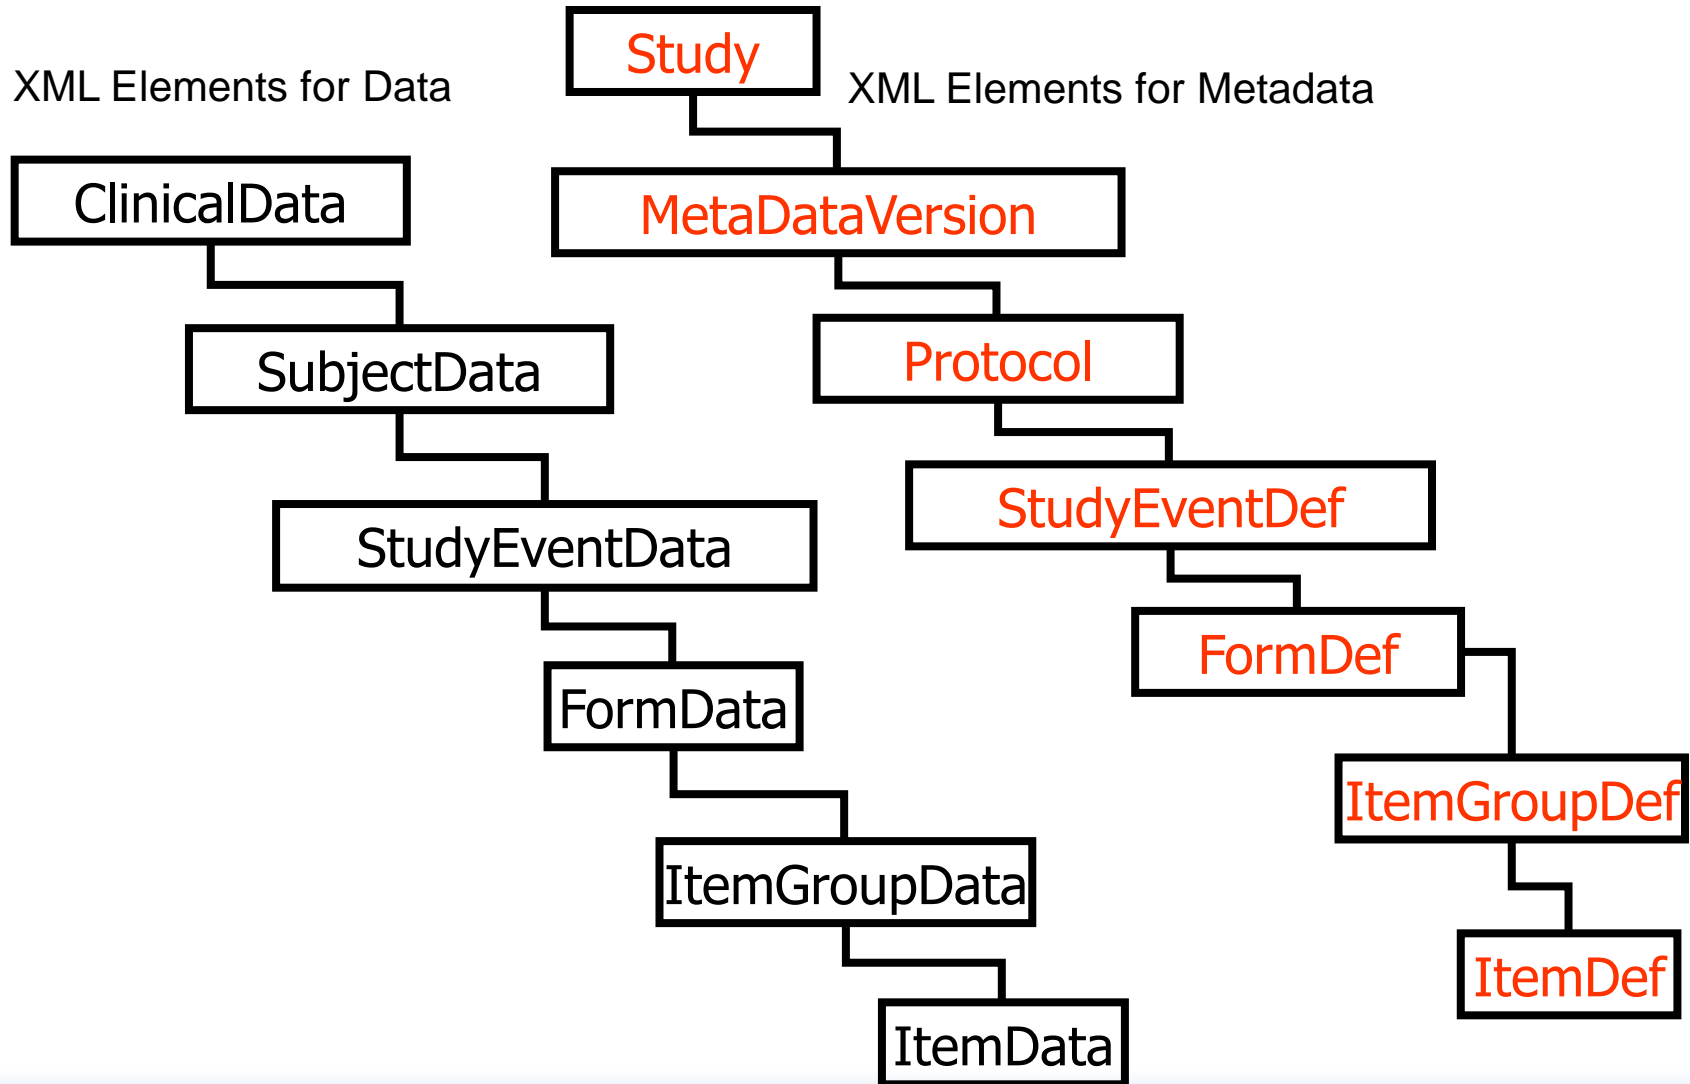 XML Elements for Data
ClinicalData
SubjectData
StudyEventData
FormData
ItemGroupData
ItemData
Study
XML Elements for Metadata
MetaDataVersion
Protocol
StudyEventDef
FormDef
ItemGroupDef
ItemDef